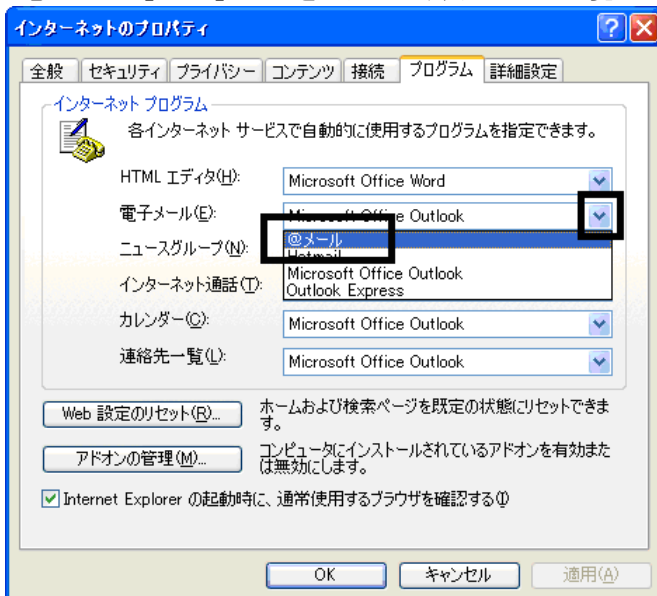 インターネットのプロパティ
全般 セキュリティ プライバシー コンテンツ 接続 プログラム 詳細設定
インターネット プログラム
各インターネット サービスで自動的に使用するプログラムを指定できます。
HTML エディタ(H): Microsoft Office Word
電子メール(E): Microsoft Office Outlook
@メール
ニュースグループ(N): Hotmail
Microsoft Office Outlook
インターネット通話(T): Outlook Express
カレンダー(C): Microsoft Office Outlook
連絡先一覧(L): Microsoft Office Outlook
Web 設定のリセット(R)... ホームおよび検索ページを既定の状態にリセットできま
す。
アドオンの管理(M)... コンピュータにインストールされているアドオンを有効また
は無効にします。
Internet Explorer の起動時に、通常使用するブラウザを確認する(I)
OK キャンセル 適用(A)